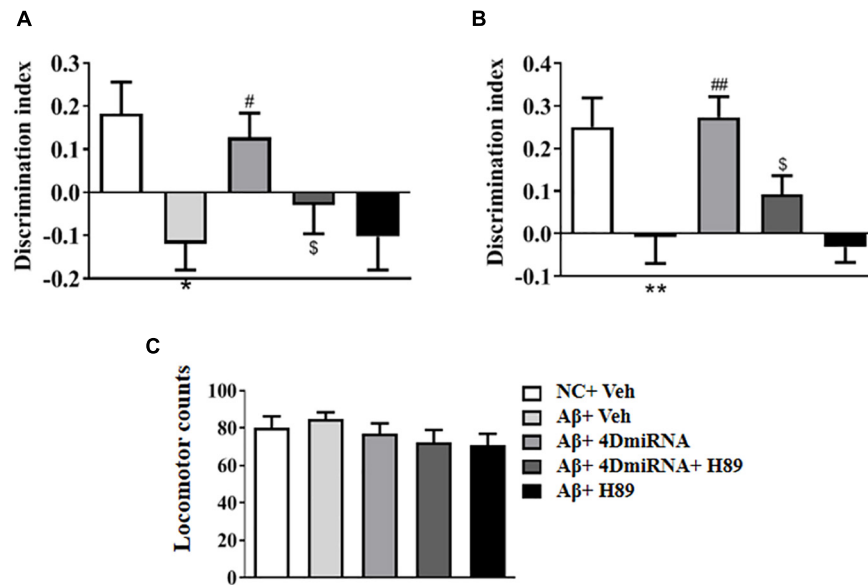 A
Discrimination index
0.3
0.2
0.1
0.0
-0.1
-0.2
*
#
$
B
Discrimination index
0.4
0.3
0.2
0.1
0.0
-0.1
**
##
$
C
Locomotor counts
100
80
60
40
20
0
NC+ Veh
Aβ+ Veh
Aβ+ 4DmiRNA
Aβ+ 4DmiRNA+ H89
Aβ+ H89